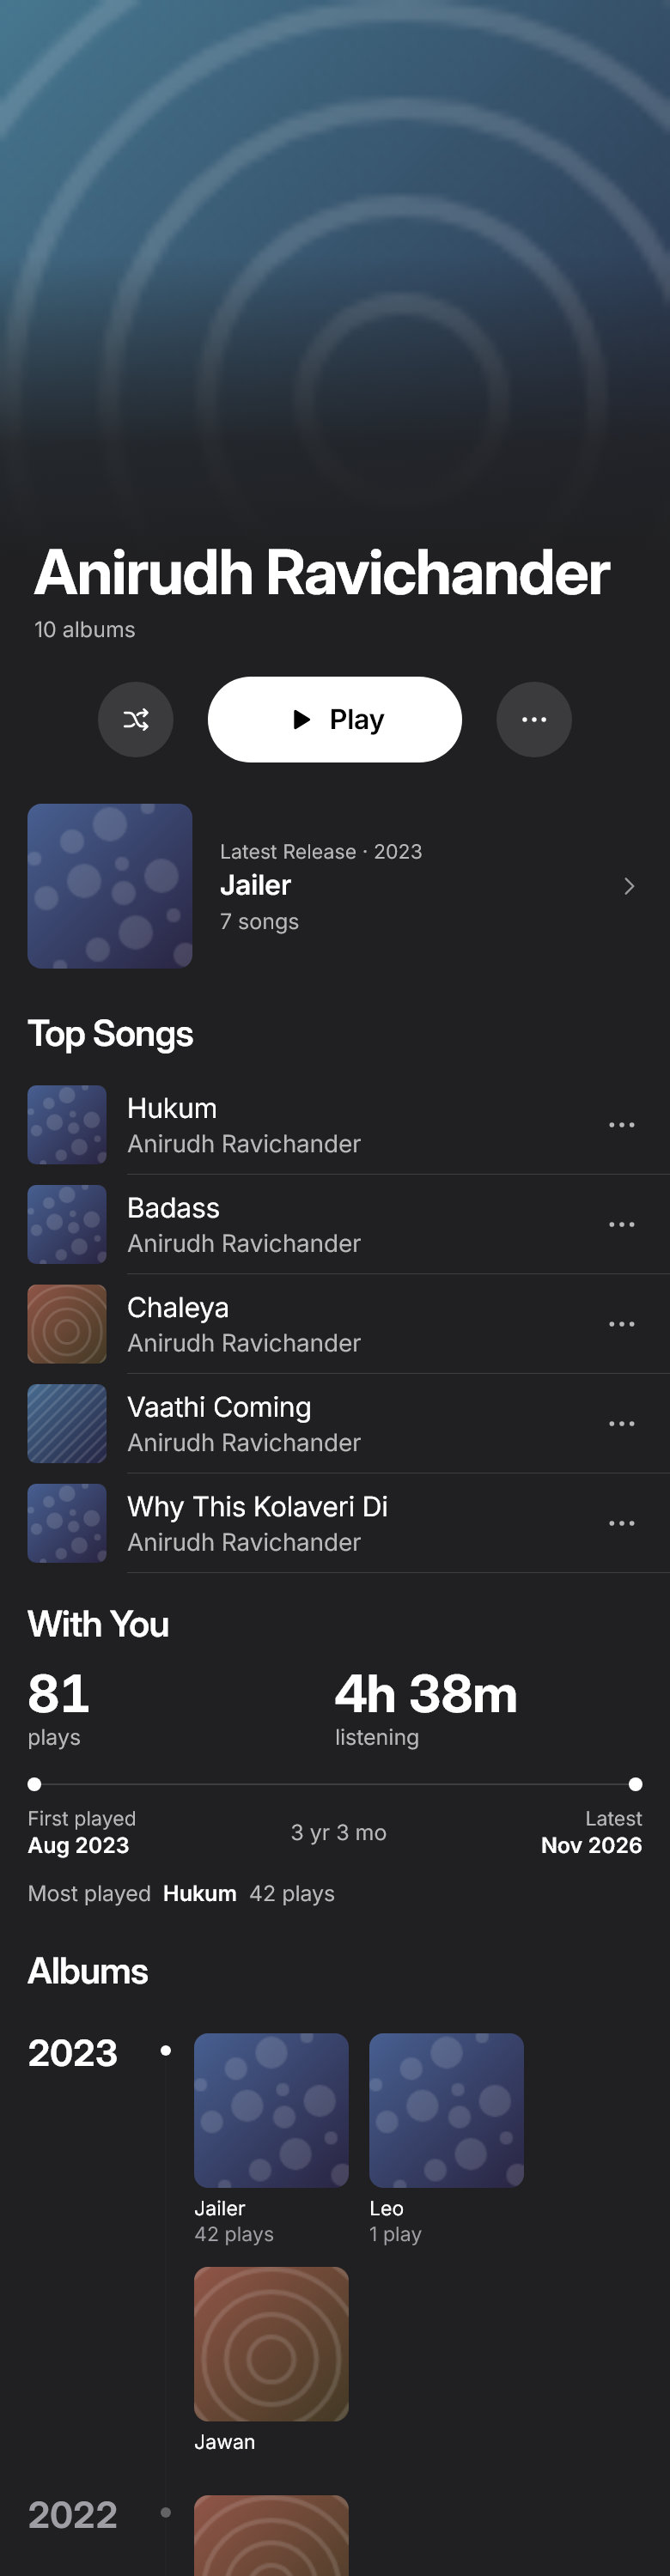 Anirudh Ravichander
10 albums
Play
Latest Release · 2023
Jailer
7 songs
Top Songs
Hukum
Anirudh Ravichander
Badass
Anirudh Ravichander
Chaleya
Anirudh Ravichander
Vaathi Coming
Anirudh Ravichander
Why This Kolaveri Di
Anirudh Ravichander
With You
81
plays
4h 38m
listening
First played
Aug 2023
3 yr 3 mo
Latest
Nov 2026
Most played Hukum 42 plays
Albums
2023
Jailer
42 plays
Leo
1 play
Jawan
2022